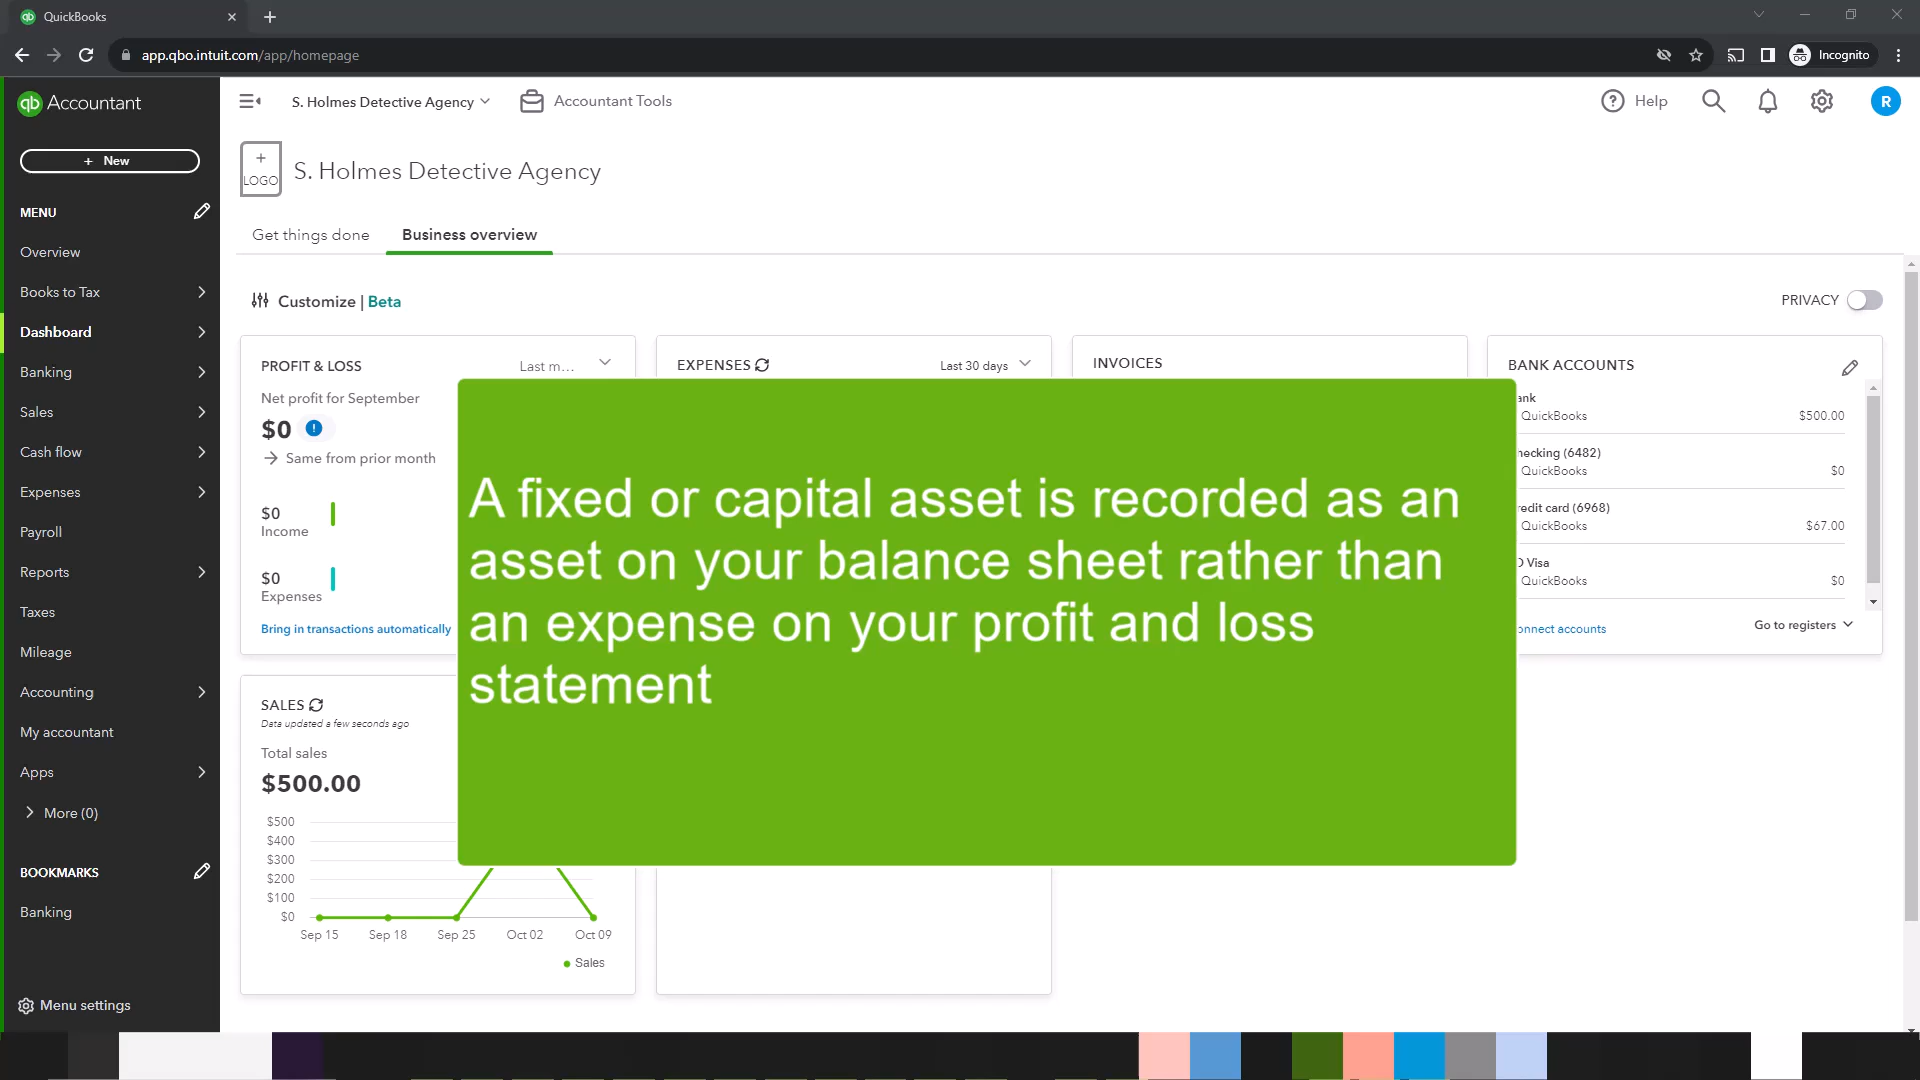 QuickBooks
app.qbo.intuit.com/app/homepage
Incognito
qb Accountant
S. Holmes Detective Agency
Accountant Tools
Help
R
+ New
+
LOGO
S. Holmes Detective Agency
MENU
Get things done
Business overview
Overview
Books to Tax
Customize | Beta
PRIVACY
Dashboard
Banking
Sales
Cash flow
Expenses
Payroll
Reports
Taxes
Mileage
Accounting
My accountant
Apps
More (0)
BOOKMARKS
Banking
Menu settings
PROFIT & LOSS
Last m...
Net profit for September
$0
Same from prior month
$0
Income
$0
Expenses
Bring in transactions automatically
EXPENSES
Last 30 days
INVOICES
BANK ACCOUNTS
QuickBooks
$500.00
(6482)
QuickBooks
$0
card (6968)
QuickBooks
$67.00
Visa
QuickBooks
$0
accounts
Go to registers
A fixed or capital asset is recorded as an
asset on your balance sheet rather than
an expense on your profit and loss
statement
SALES
Data updated a few seconds ago
Total sales
$500.00
$500
$400
$300
$200
$100
$0
Sep 15 Sep 18 Sep 25 Oct 02 Oct 09
Sales